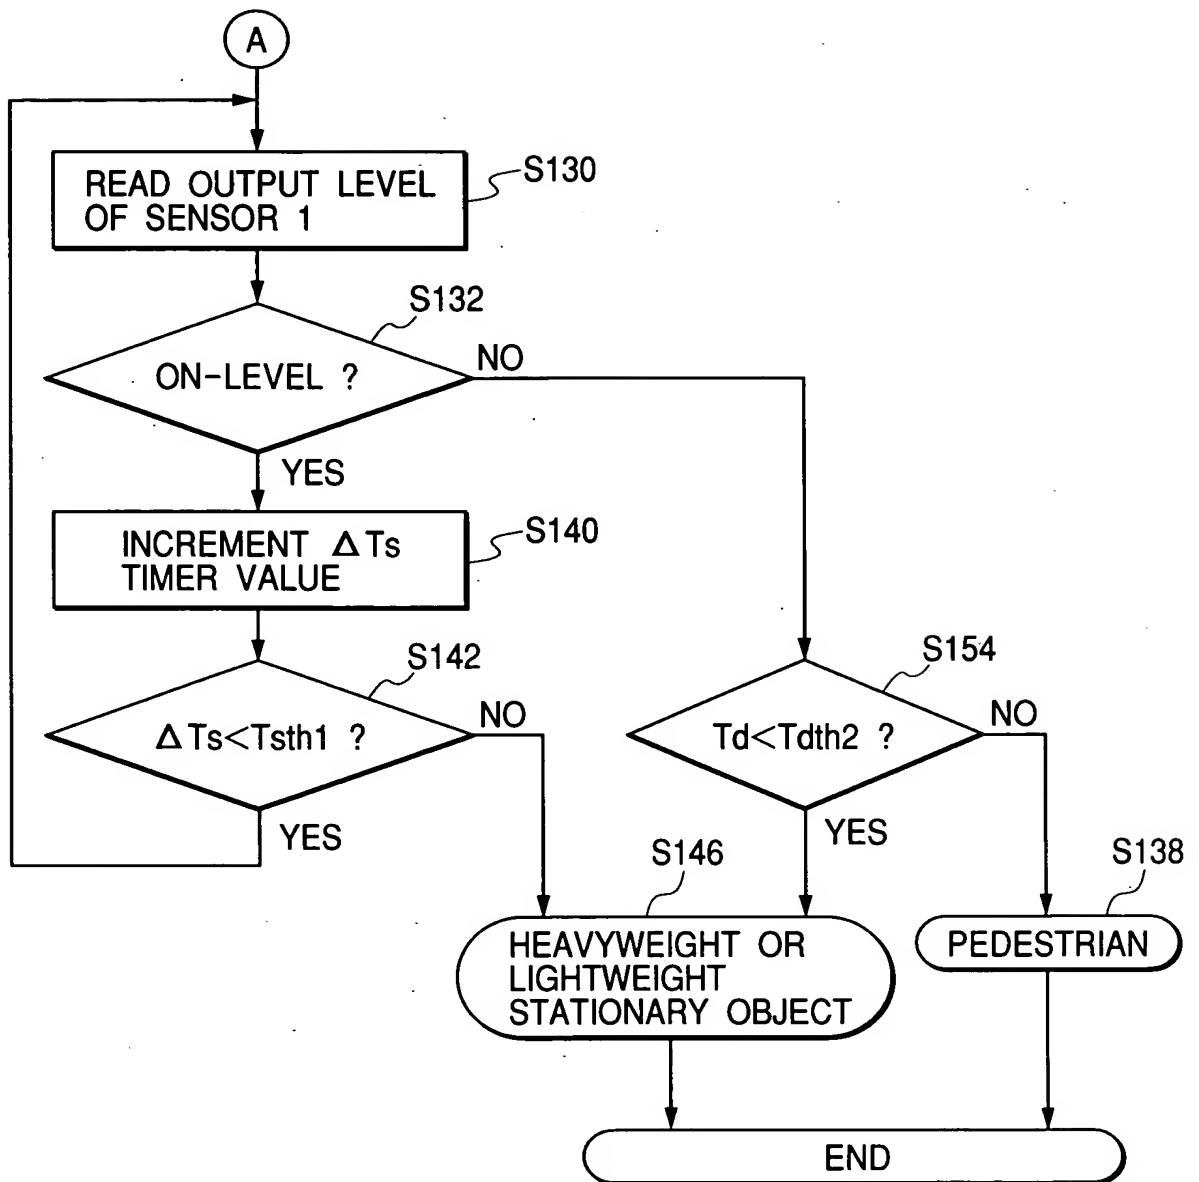 A
READ OUTPUT LEVEL
OF SENSOR 1
S130
S132
ON-LEVEL ?
NO
YES
INCREMENT ΔTs
TIMER VALUE
S140
S142
ΔTs<Tsth1 ?
NO
YES
S154
Td<Tdth2 ?
NO
YES
S146
HEAVYWEIGHT OR
LIGHTWEIGHT
STATIONARY OBJECT
S138
PEDESTRIAN
END